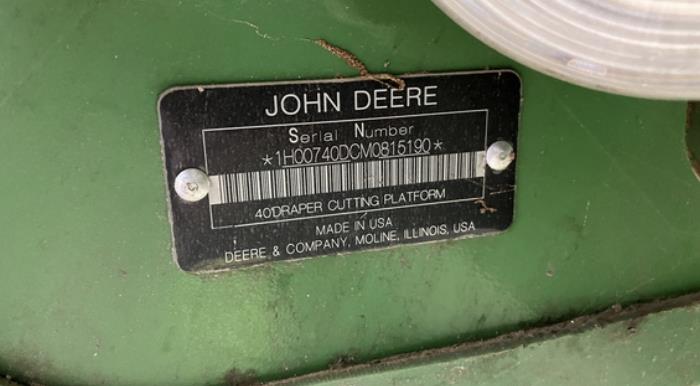 JOHN DEERE
Serial Number
*1H00740DCM0815190*
40'DRAPER CUTTING PLATFORM
MADE IN USA
DEERE & COMPANY, MOLINE, ILLINOIS, USA